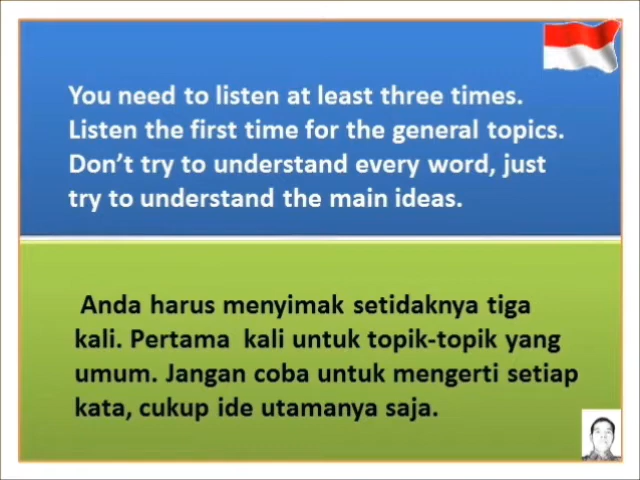 You need to listen at least three times.
Listen the first time for the general topics.
Don't try to understand every word, just
try to understand the main ideas.
Anda harus menyimak setidaknya tiga
kali. Pertama kali untuk topik-topik yang
umum. Jangan coba untuk mengerti setiap
kata, cukup ide utamanya saja.